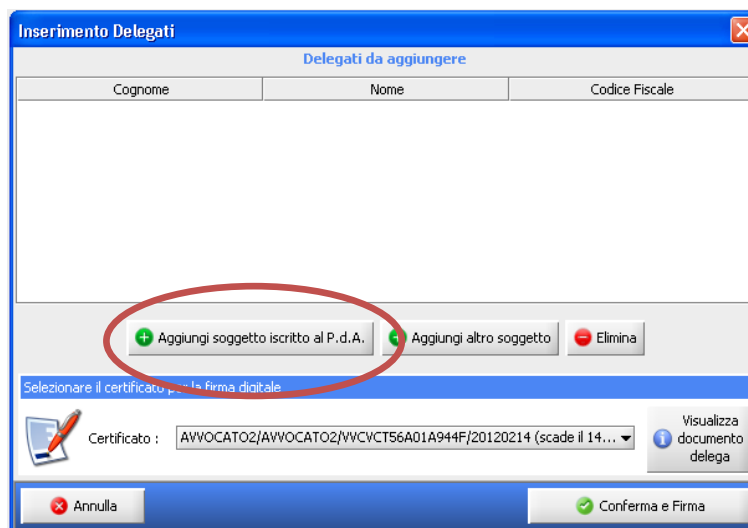 Inserimento Delegati
Delegati da aggiungere
Cognome Nome Codice Fiscale
Aggiungi soggetto iscritto al P.d.A. Aggiungi altro soggetto Elimina
Selezionare il certificato per la firma digitale
Certificato : AVVOCATO2/AVVOCATO2/VVCVCT56A01A944F/20120214 (scade il 14...
Visualizza
documento
delega
Annulla Conferma e Firma